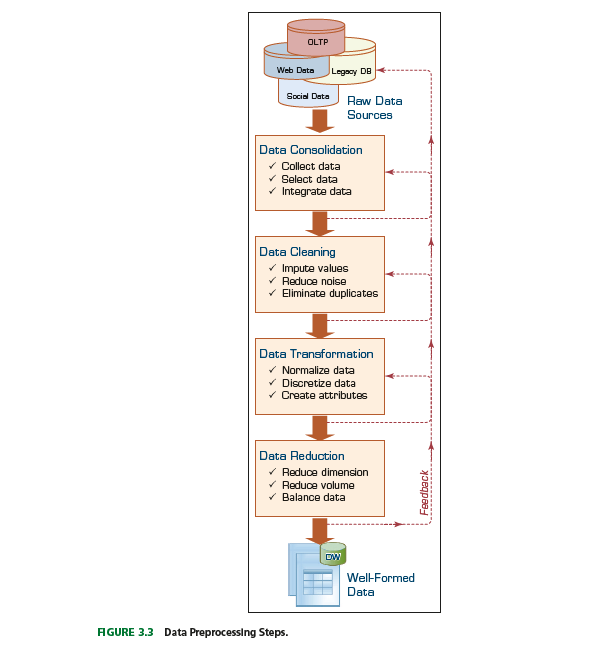 OLTP
Web Data
Legacy DB
Social Data
Raw Data
Sources
Data Consolidation
✓ Collect data
✓ Select data
✓ Integrate data
Data Cleaning
✓ Impute values
✓ Reduce noise
✓ Eliminate duplicates
Data Transformation
✓ Normalize data
✓ Discretize data
✓ Create attributes
Data Reduction
✓ Reduce dimension
✓ Reduce volume
✓ Balance data
Feedback
DW
Well-Formed
Data
FIGURE 3.3 Data Preprocessing Steps.